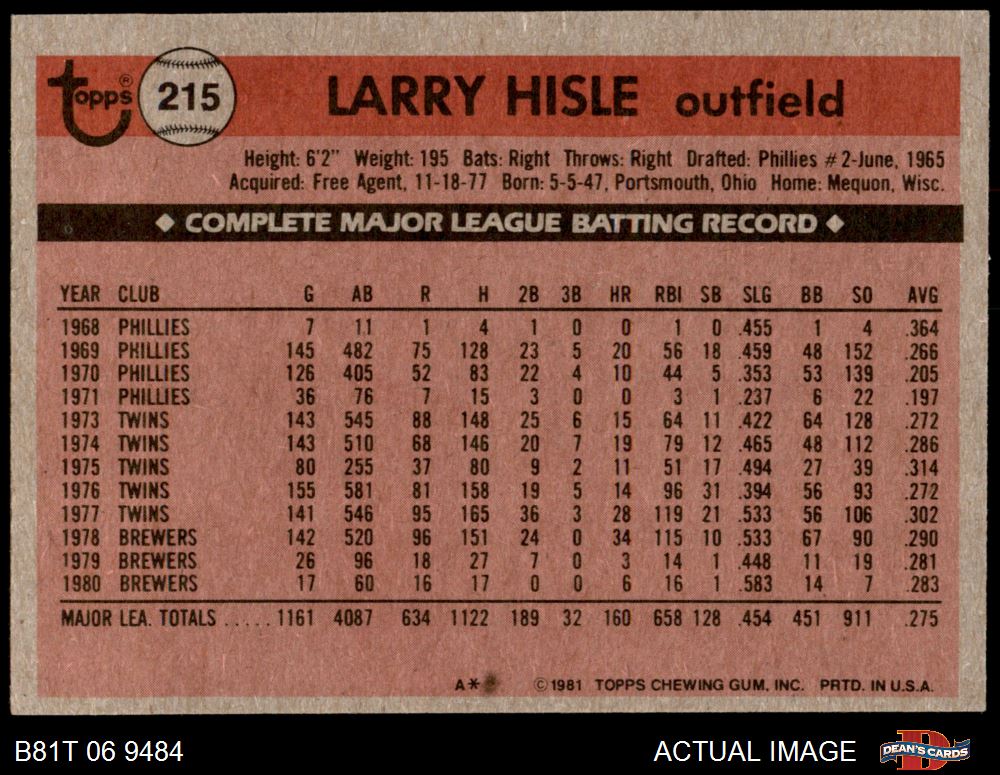 Topps ® 215 LARRY HISLE outfield
Height: 6'2" Weight: 195 Bats: Right Throws: Right Drafted: Phillies #2-June, 1965
Acquired: Free Agent, 11-18-77 Born: 5-5-47, Portsmouth, Ohio Home: Mequon, Wisc.
◆ COMPLETE MAJOR LEAGUE BATTING RECORD ◆
YEAR CLUB G AB R H 2B 3B HR RBI SB SLG BB SO AVG
1968 PHILLIES 7 11 1 4 1 0 0 1 0 .455 1 4 .364
1969 PHILLIES 145 482 75 128 23 5 20 56 18 .459 48 152 .266
1970 PHILLIES 126 405 52 83 22 4 10 44 5 .353 53 139 .205
1971 PHILLIES 36 76 7 15 3 0 0 3 1 .237 6 22 .197
1973 TWINS 143 545 88 148 25 6 15 64 11 .422 64 128 .272
1974 TWINS 143 510 68 146 20 7 19 79 12 .465 48 112 .286
1975 TWINS 80 255 37 80 9 2 11 51 17 .494 27 39 .314
1976 TWINS 155 581 81 158 19 5 14 96 31 .394 56 93 .272
1977 TWINS 141 546 95 165 36 3 28 119 21 .533 56 106 .302
1978 BREWERS 142 520 96 151 24 0 34 115 10 .533 67 90 .290
1979 BREWERS 26 96 18 27 7 0 3 14 1 .448 11 19 .281
1980 BREWERS 17 60 16 17 0 0 6 16 1 .583 14 7 .283
MAJOR LEA. TOTALS ..... 1161 4087 634 1122 189 32 160 658 128 .454 451 911 .275
A* ©1981 TOPPS CHEWING GUM, INC. PRTD. IN U.S.A.
B81T 06 9484 ACTUAL IMAGE DEAN'S CARDS